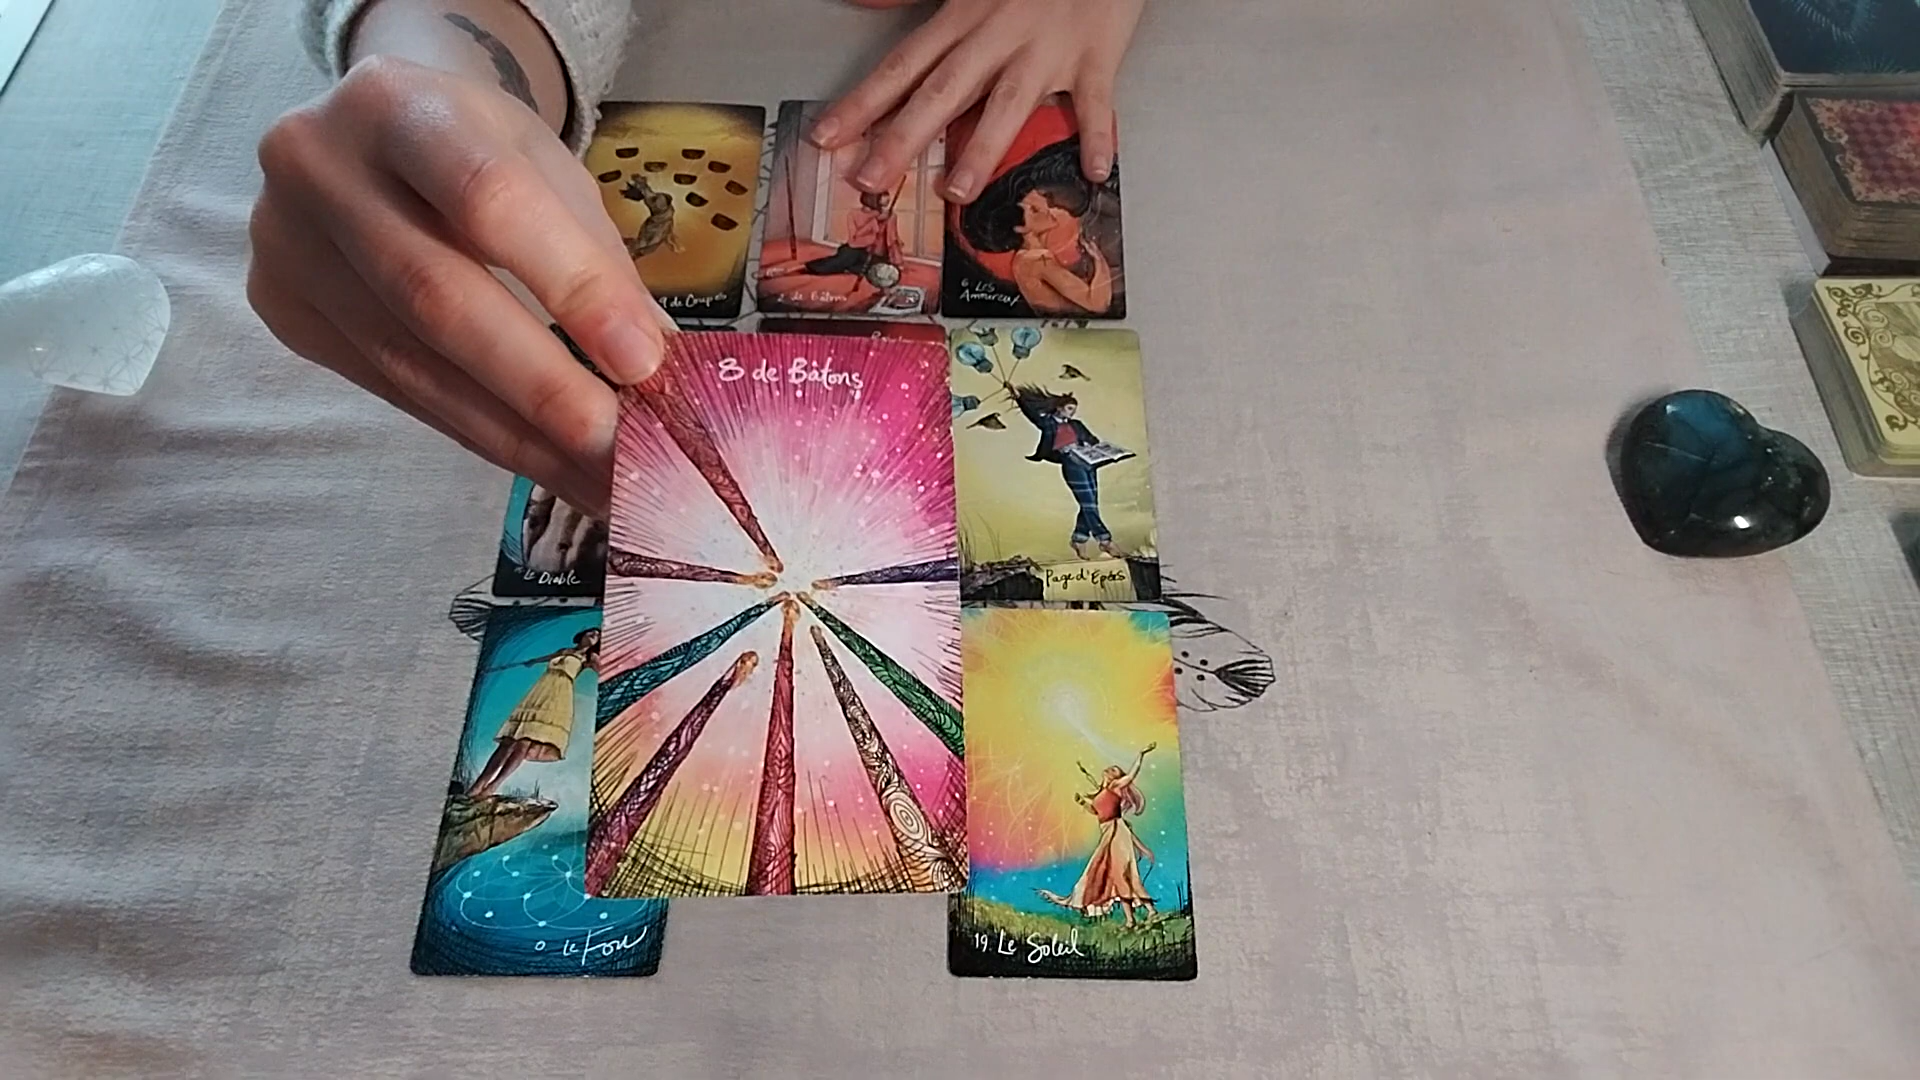 9 de Coupes
2 de Bâtons
6 Les
Amoureux
8 de Bâtons
Le Diable
Page d'Épées
0 Le Fou
19. Le Soleil